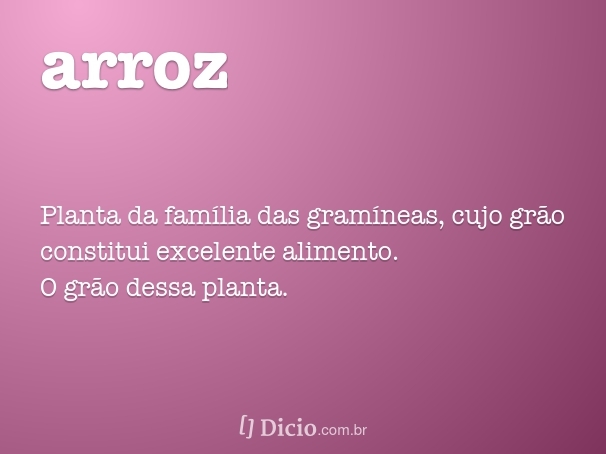 arroz
Planta da família das gramíneas, cujo grão
constitui excelente alimento.
O grão dessa planta.
[] Dicio.com.br